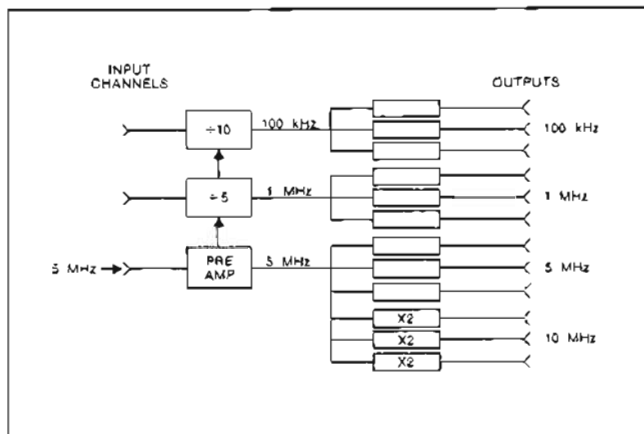 INPUT CHANNELS
OUTPUTS
÷10
100 kHz
100 kHz
÷5
1 MHz
1 MHz
5 MHz
PRE AMP
5 MHz
5 MHz
X2
X2
10 MHz
X2